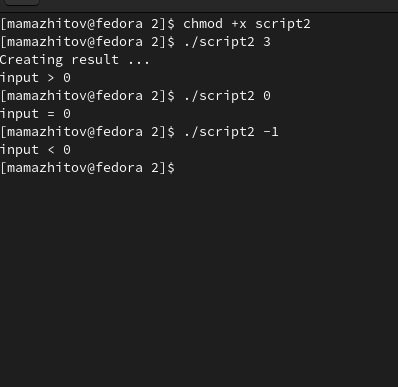 [mamazhitov@fedora 2]$ chmod +x script2
[mamazhitov@fedora 2]$ ./script2 3
Creating result ...
input > 0
[mamazhitov@fedora 2]$ ./script2 0
input = 0
[mamazhitov@fedora 2]$ ./script2 -1
input < 0
[mamazhitov@fedora 2]$